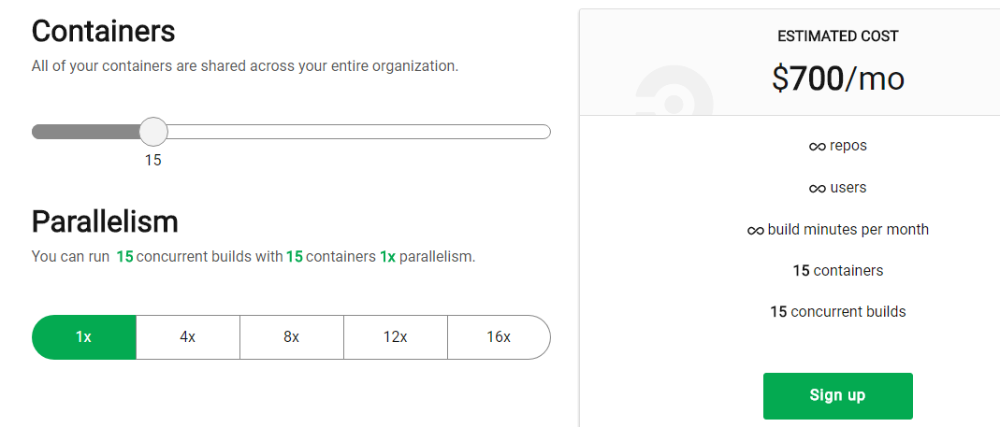 Containers
All of your containers are shared across your entire organization.
15
Parallelism
You can run 15 concurrent builds with 15 containers 1x parallelism.
1x 4x 8x 12x 16x
ESTIMATED COST
$700/mo
∞ repos
∞ users
∞ build minutes per month
15 containers
15 concurrent builds
Sign up